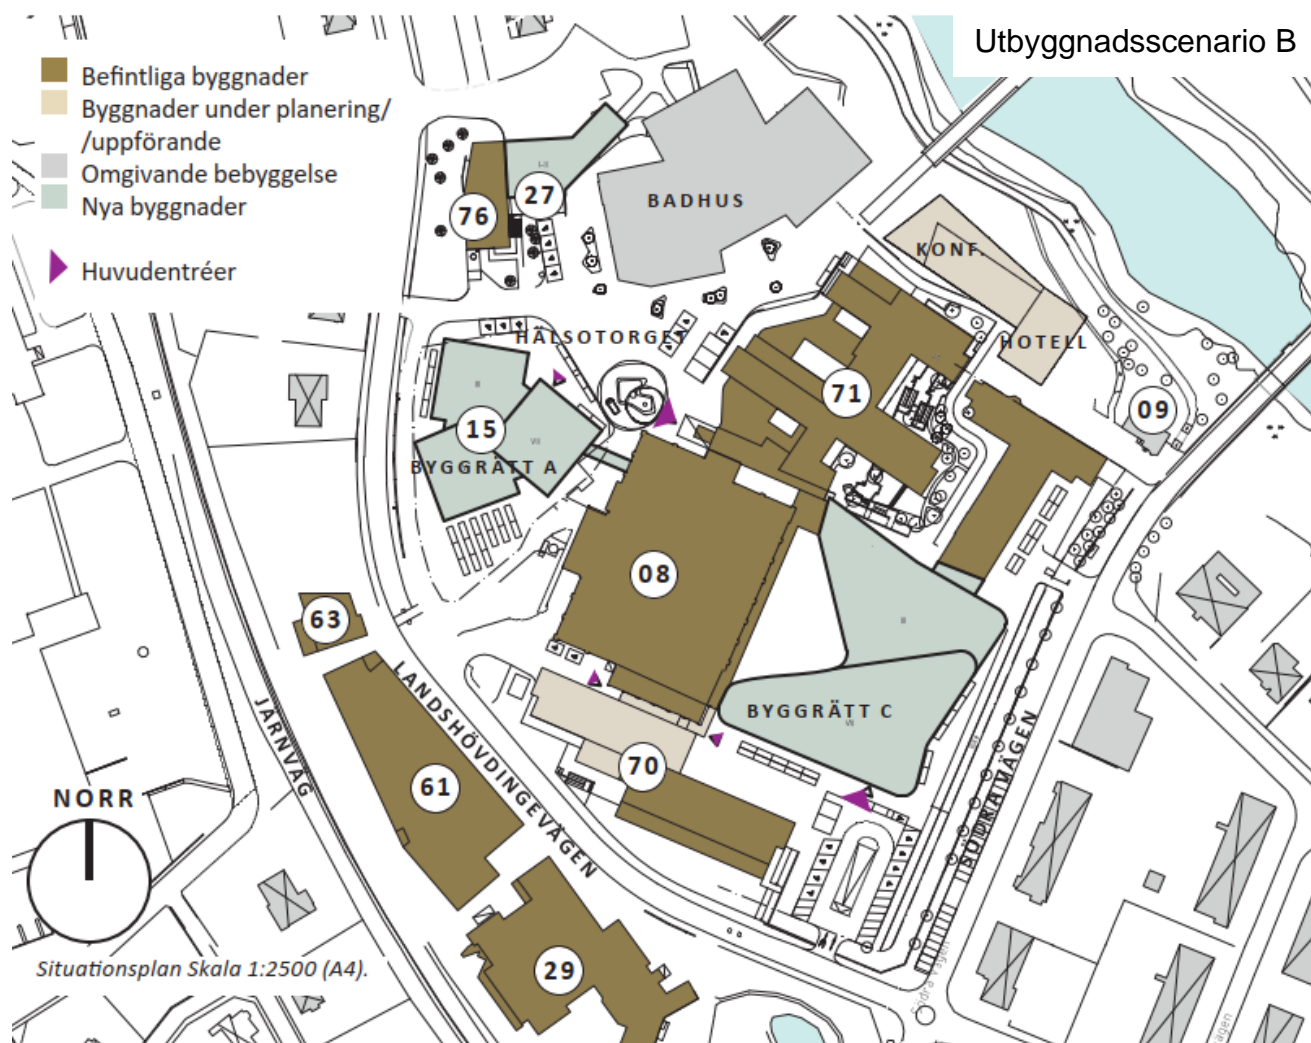 Utbyggnadsscenario B
Befintliga byggnader
Byggnader under planering/
/uppförande
Omgivande bebyggelse
Nya byggnader
Huvudentréer
BADHUS
27
76
KONF.
HÄLSOTORGET
HOTELL
71
09
15
BYGGRÄTT A
08
63
LANDSHÖVDINGEVÄGEN
JÄRNVÄG
BYGGRÄTT C
SÖDRA VÄGEN
70
61
NORR
29
Situationsplan Skala 1:2500 (A4).
Södra Vägen